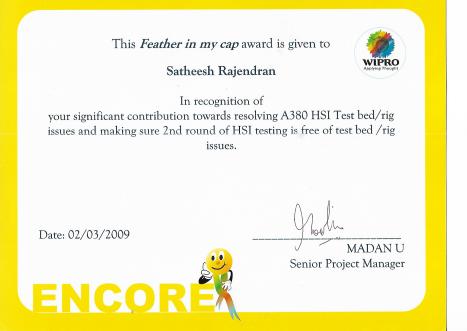 This Feather in my cap award is given to
WIPRO
Applying Thought
Satheesh Rajendran
In recognition of
your significant contribution towards resolving A380 HSI Test bed/rig
issues and making sure 2nd round of HSI testing is free of test bed /rig
issues.
Date: 02/03/2009
MADAN U
Senior Project Manager
ENCORE